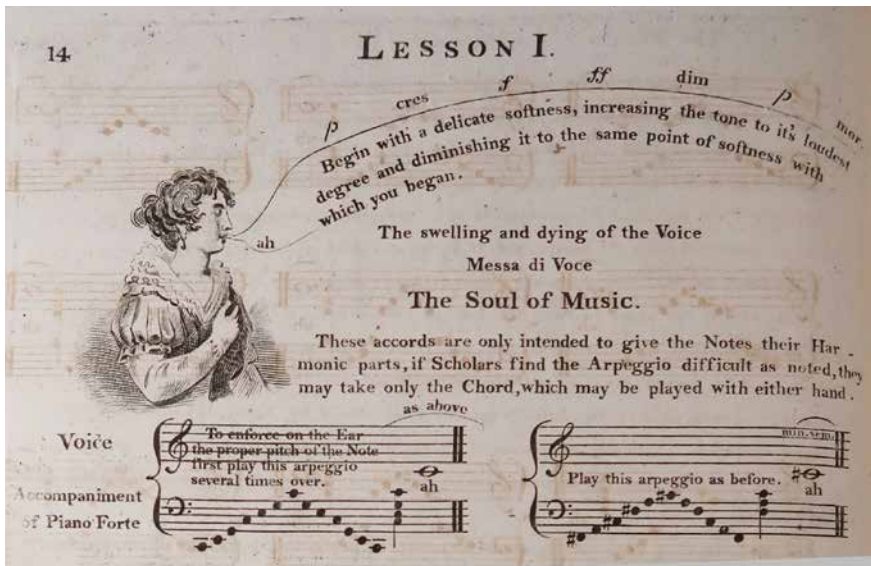 14
LESSON I.
p cres f ff dim p mor
Begin with a delicate softness, increasing the tone to it's loudest
degree and diminishing it to the same point of softness with
which you began.
ah
The swelling and dying of the Voice
Messa di Voce
The Soul of Music.
These accords are only intended to give the Notes their Har-
monic parts, if Scholars find the Arpeggio difficult as noted, they
may take only the Chord, which may be played with either hand.
as above
Voice
To enforce on the Ear
the proper pitch of the Note
first play this arpeggio
several times over.
ah
min. sem.
Play this arpeggio as before.
ah
Accompaniment
of Piano Forte